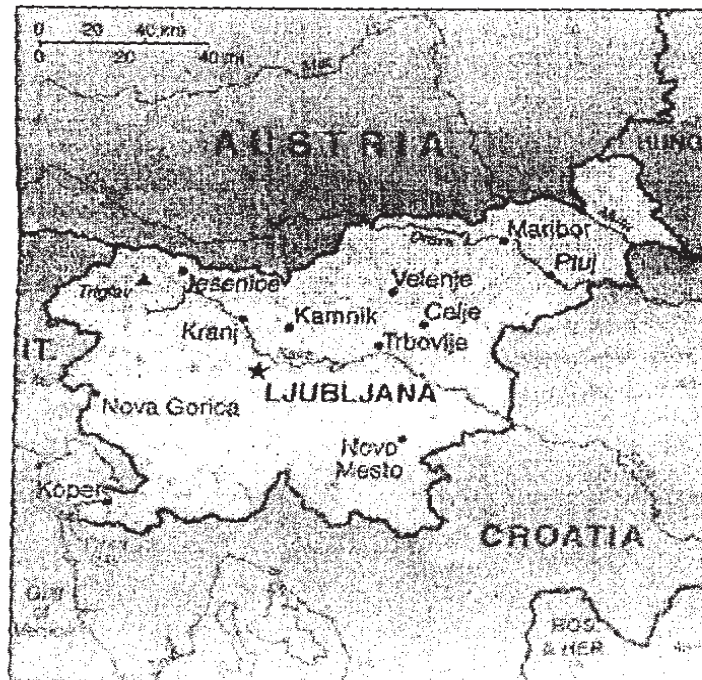 0 20 40 km
0 20 40 mi
AUSTRIA
Drava
Maribor
Ptuj
Jesenice
Triglav
Velenje
Kranj
Kamnik
Celje
IT.
Sava
Trbovlje
LJUBLJANA
Nova Gorica
Novo
Mesto
Koper
CROATIA
BOS.
& HER.